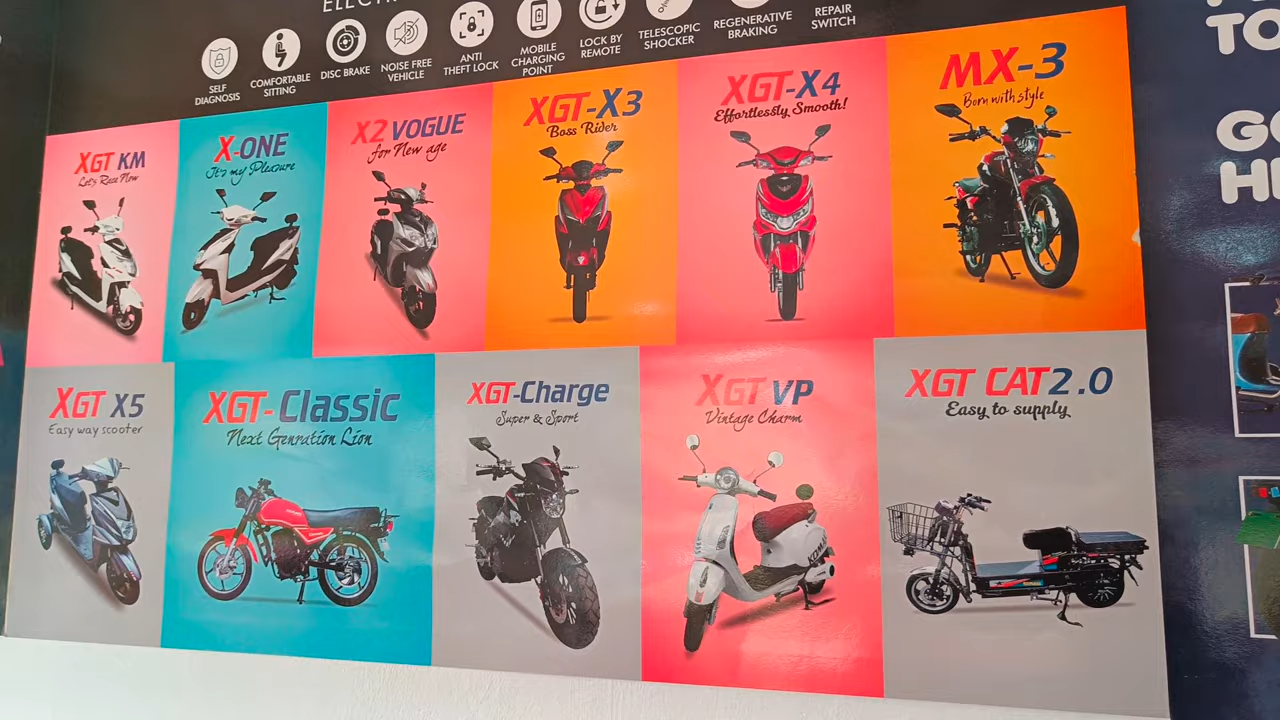 SELF
DIAGNOSIS
COMFORTABLE
SITTING
DISC BRAKE
NOISE FREE
VEHICLE
ANTI
THEFT LOCK
MOBILE
CHARGING
POINT
LOCK BY
REMOTE
TELESCOPIC
SHOCKER
REGENERATIVE
BRAKING
REPAIR
SWITCH
XGT KM
Let's Race Now
X-ONE
It's my Pleasure
X2 VOGUE
for New age
XGT-X3
Boss Rider
XGT-X4
Effortlessly Smooth!
MX-3
Born with style
XGT X5
Easy way scooter
XGT-Classic
Next Genration Lion
XGT-Charge
Super & Sport
XGT VP
Vintage Charm
XGT CAT2.0
Easy to supply
TO